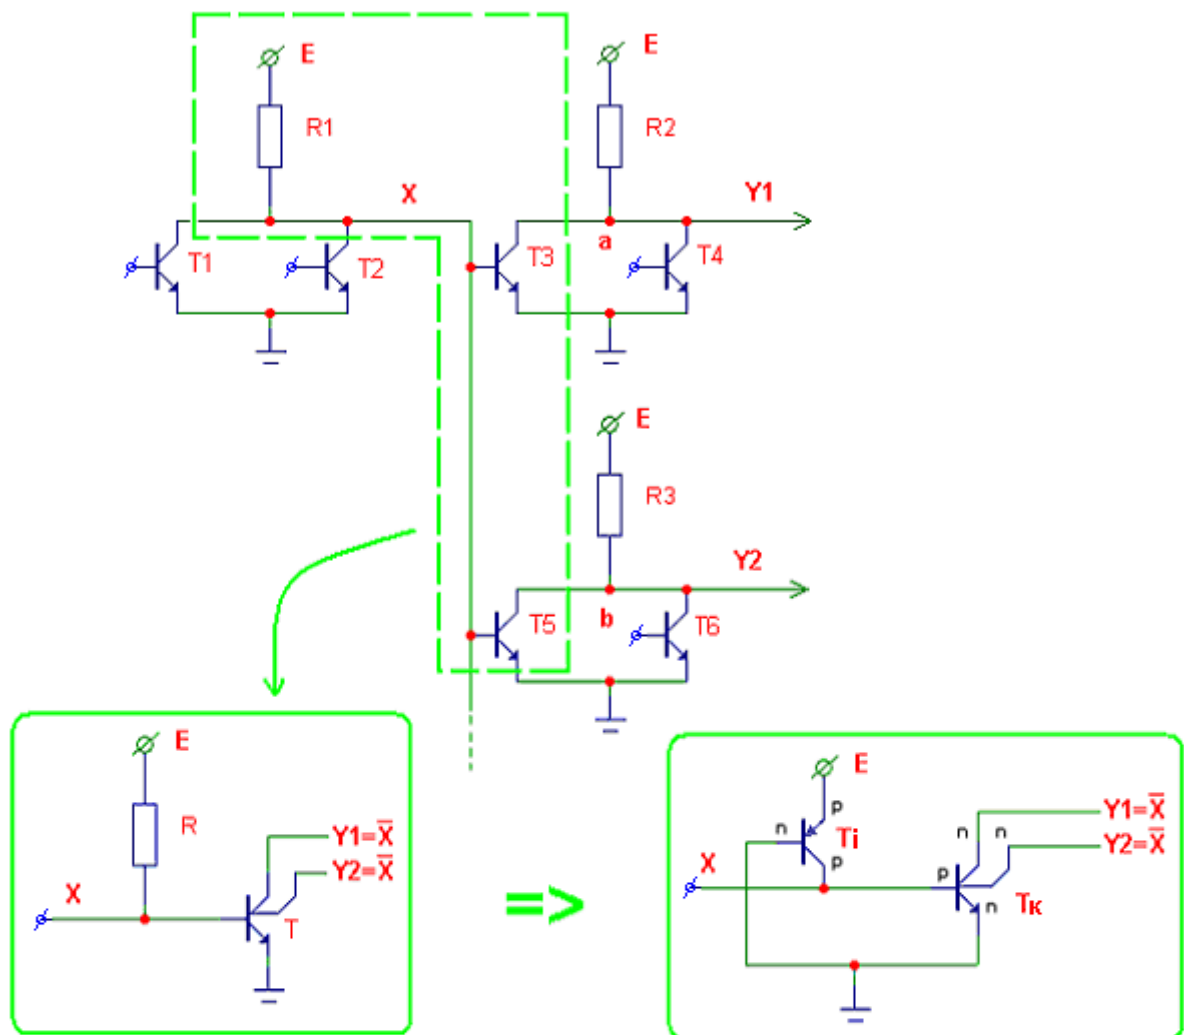 E
E
R1
R2
X
Y1
a
T1
T2
T3
T4
E
R3
Y2
b
T5
T6
E
R
Y1=X̅
Y2=X̅
X
T
=>
E
p
n
Ti
p
X
Y1=X̅
n
n
Y2=X̅
p
n
Tк